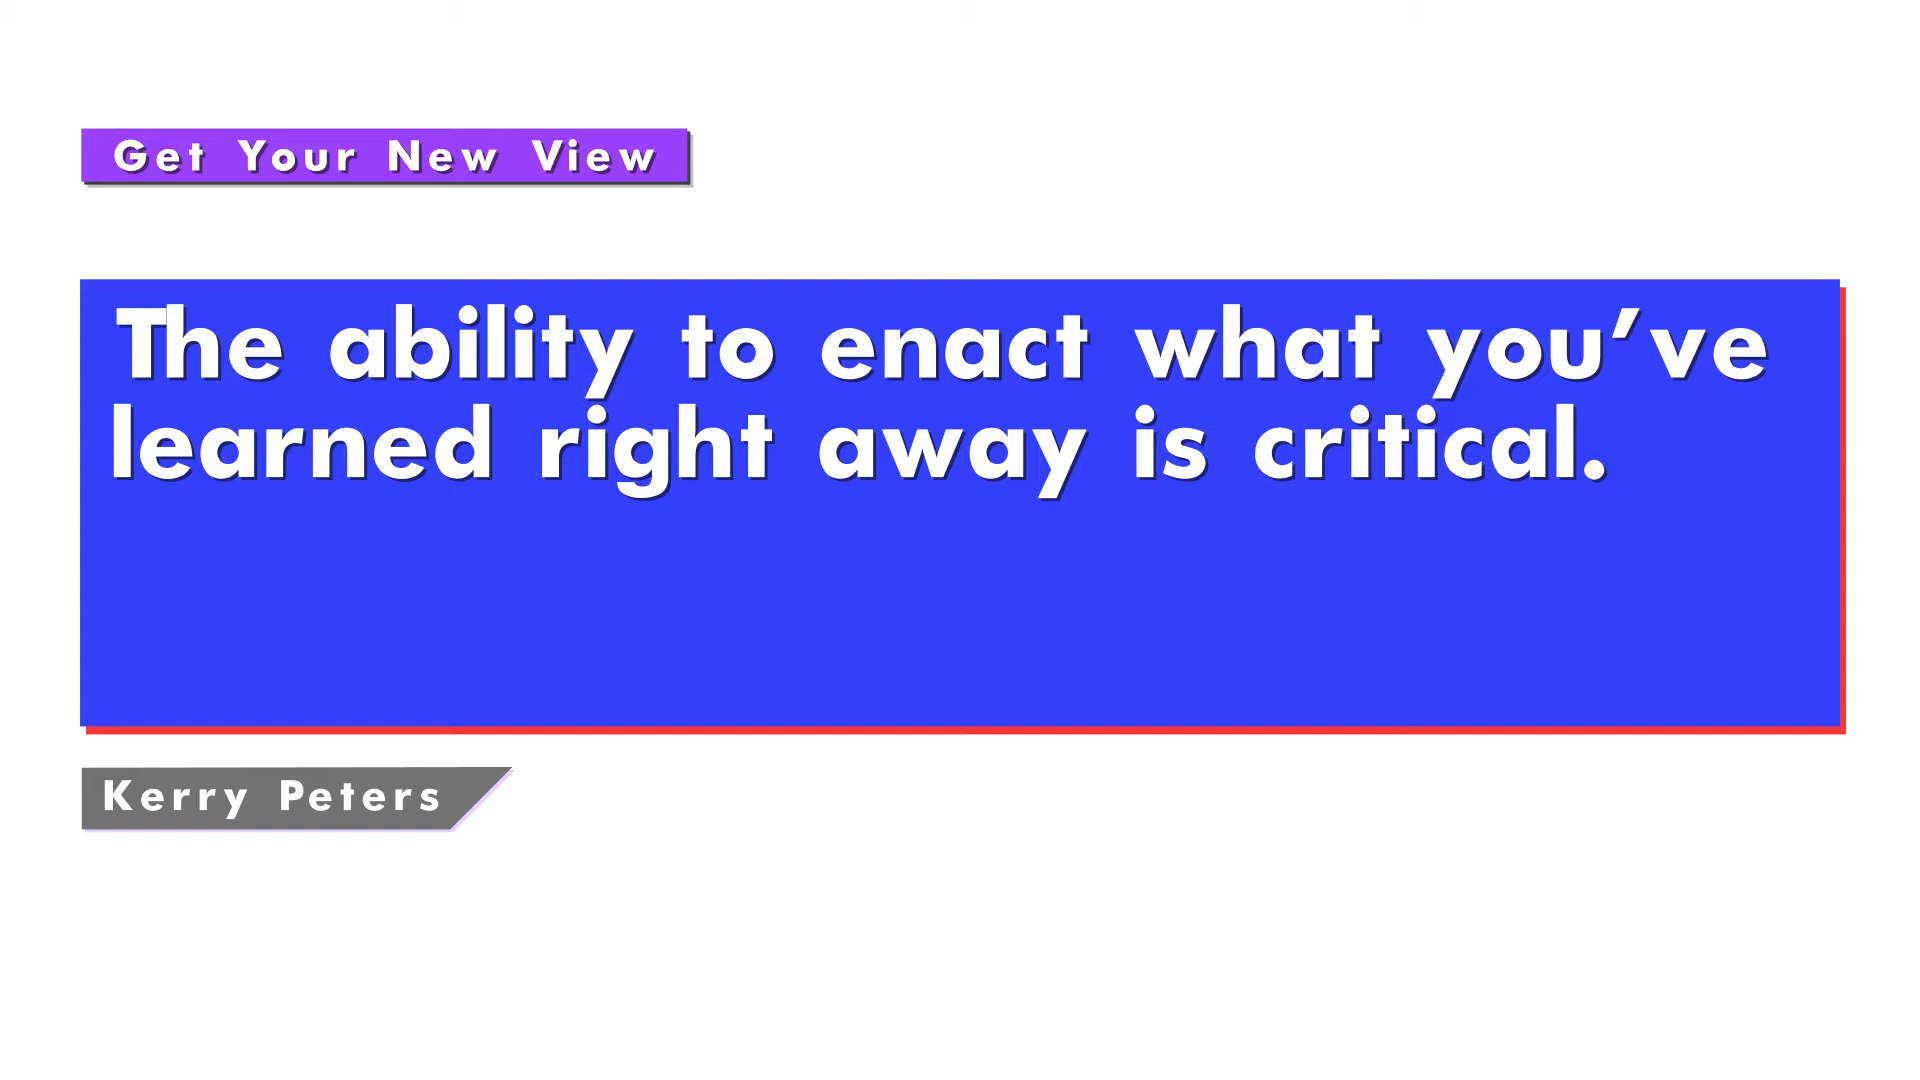 Get Your New View
The ability to enact what you’ve
learned right away is critical.
Kerry Peters